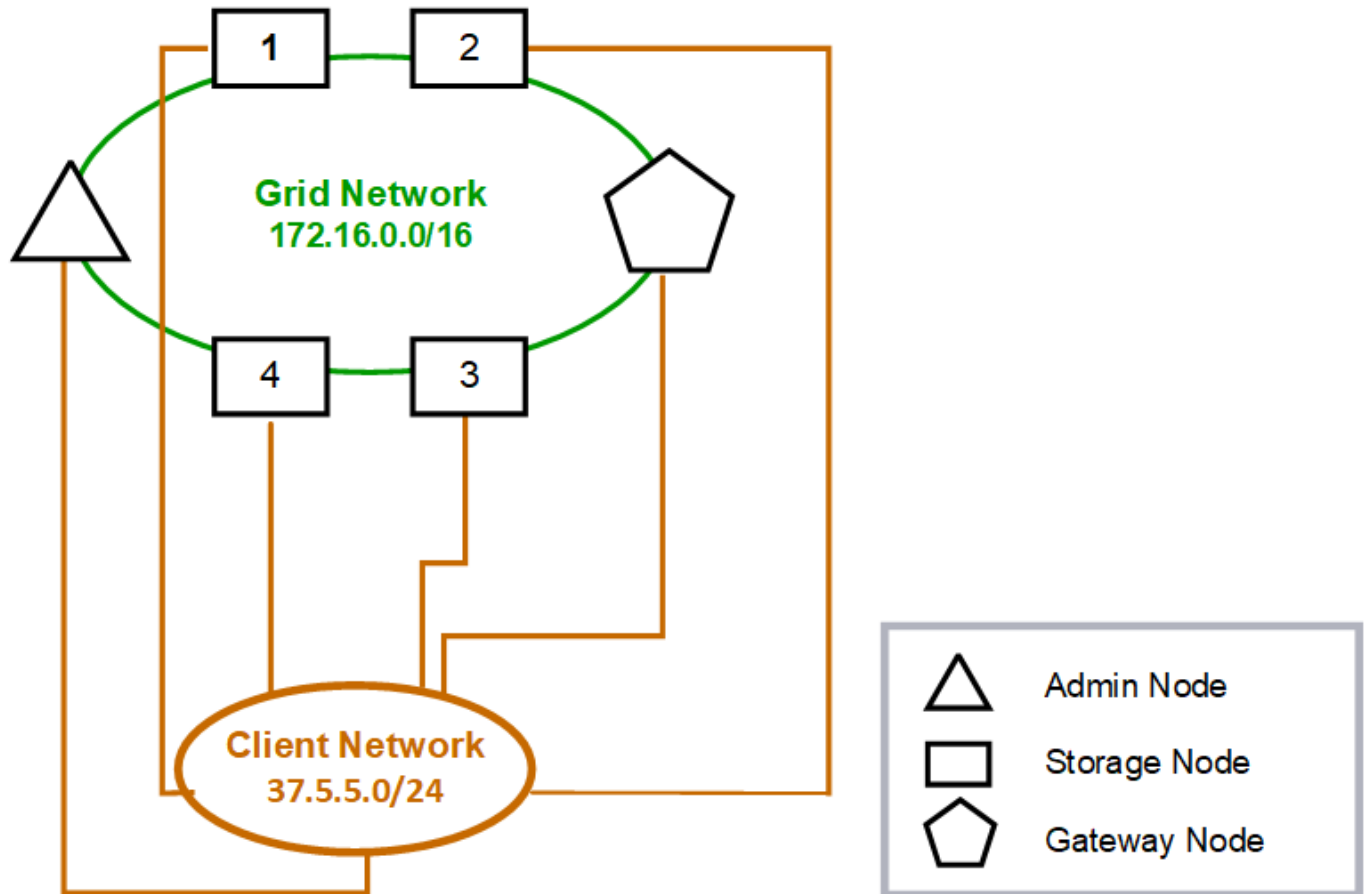 1
2
Grid Network
172.16.0.0/16
4
3
Client Network
37.5.5.0/24
Admin Node
Storage Node
Gateway Node